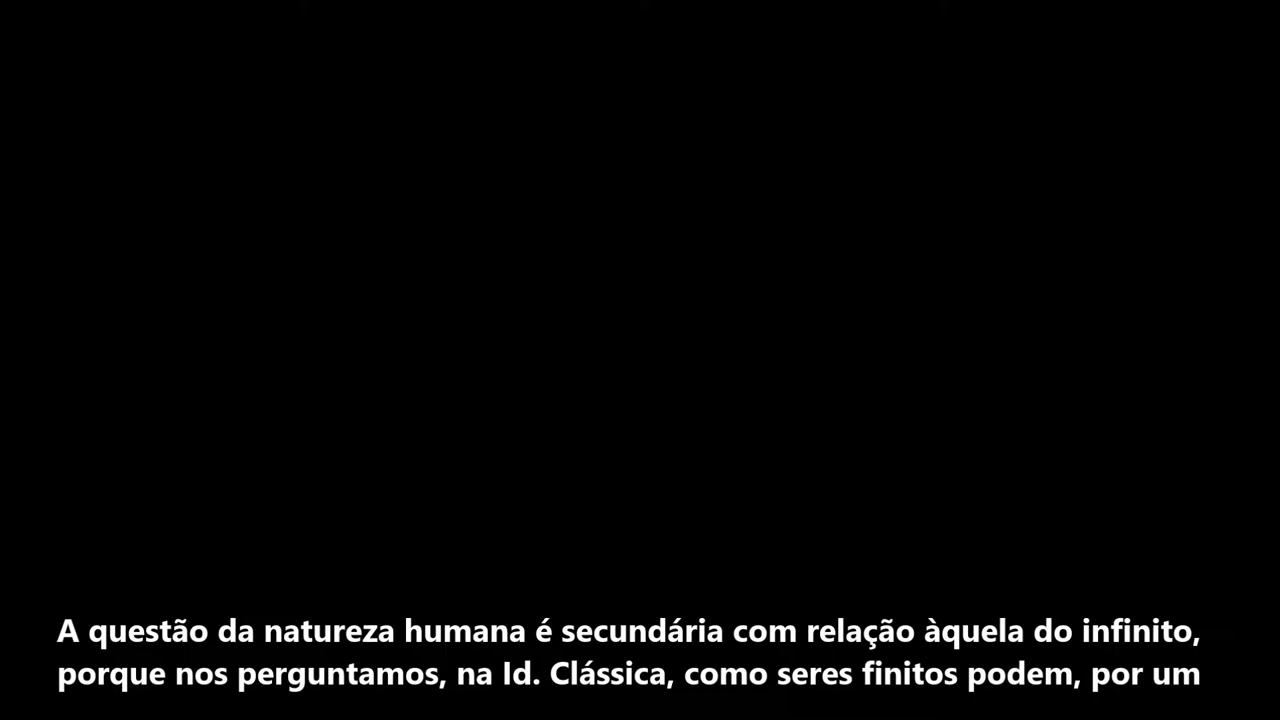 A questão da natureza humana é secundária com relação àquela do infinito,
porque nos perguntamos, na Id. Clássica, como seres finitos podem, por um